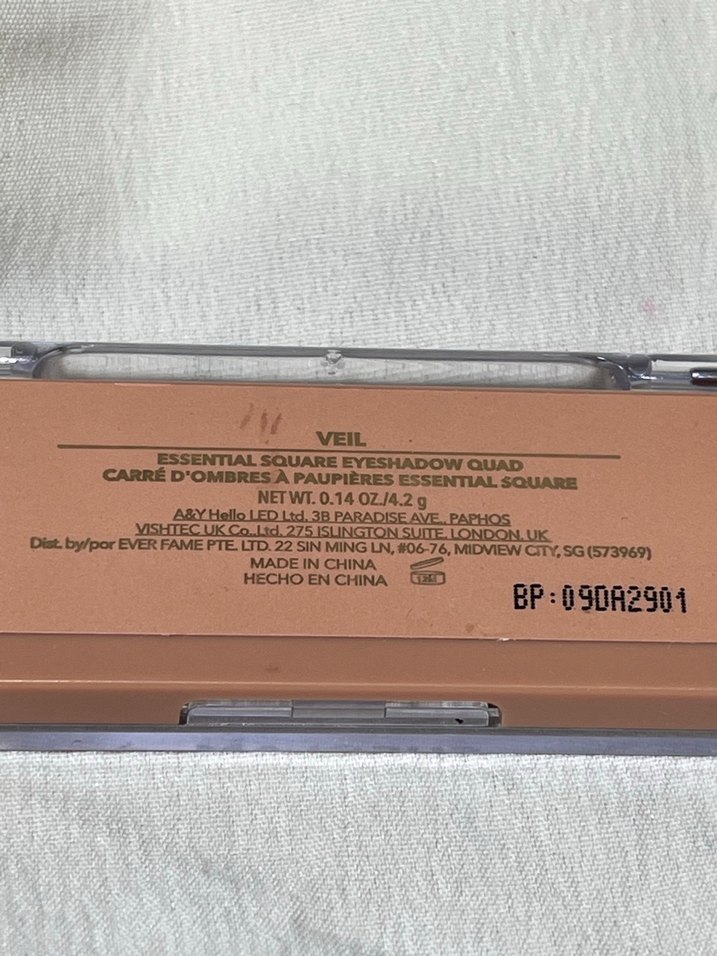 VEIL
ESSENTIAL SQUARE EYESHADOW QUAD
CARRÉ D'OMBRES À PAUPIÈRES ESSENTIAL SQUARE
NET WT. 0.14 OZ./4.2 g
A&Y Hello LED Ltd. 3B PARADISE AVE., PAPHOS
VISHTEC UK Co.,Ltd. 275 ISLINGTON SUITE, LONDON, UK
Dist. by/por EVER FAME PTE. LTD. 22 SIN MING LN, #06-76, MIDVIEW CITY, SG (573969)
MADE IN CHINA
HECHO EN CHINA
12M
BP:09DA2901